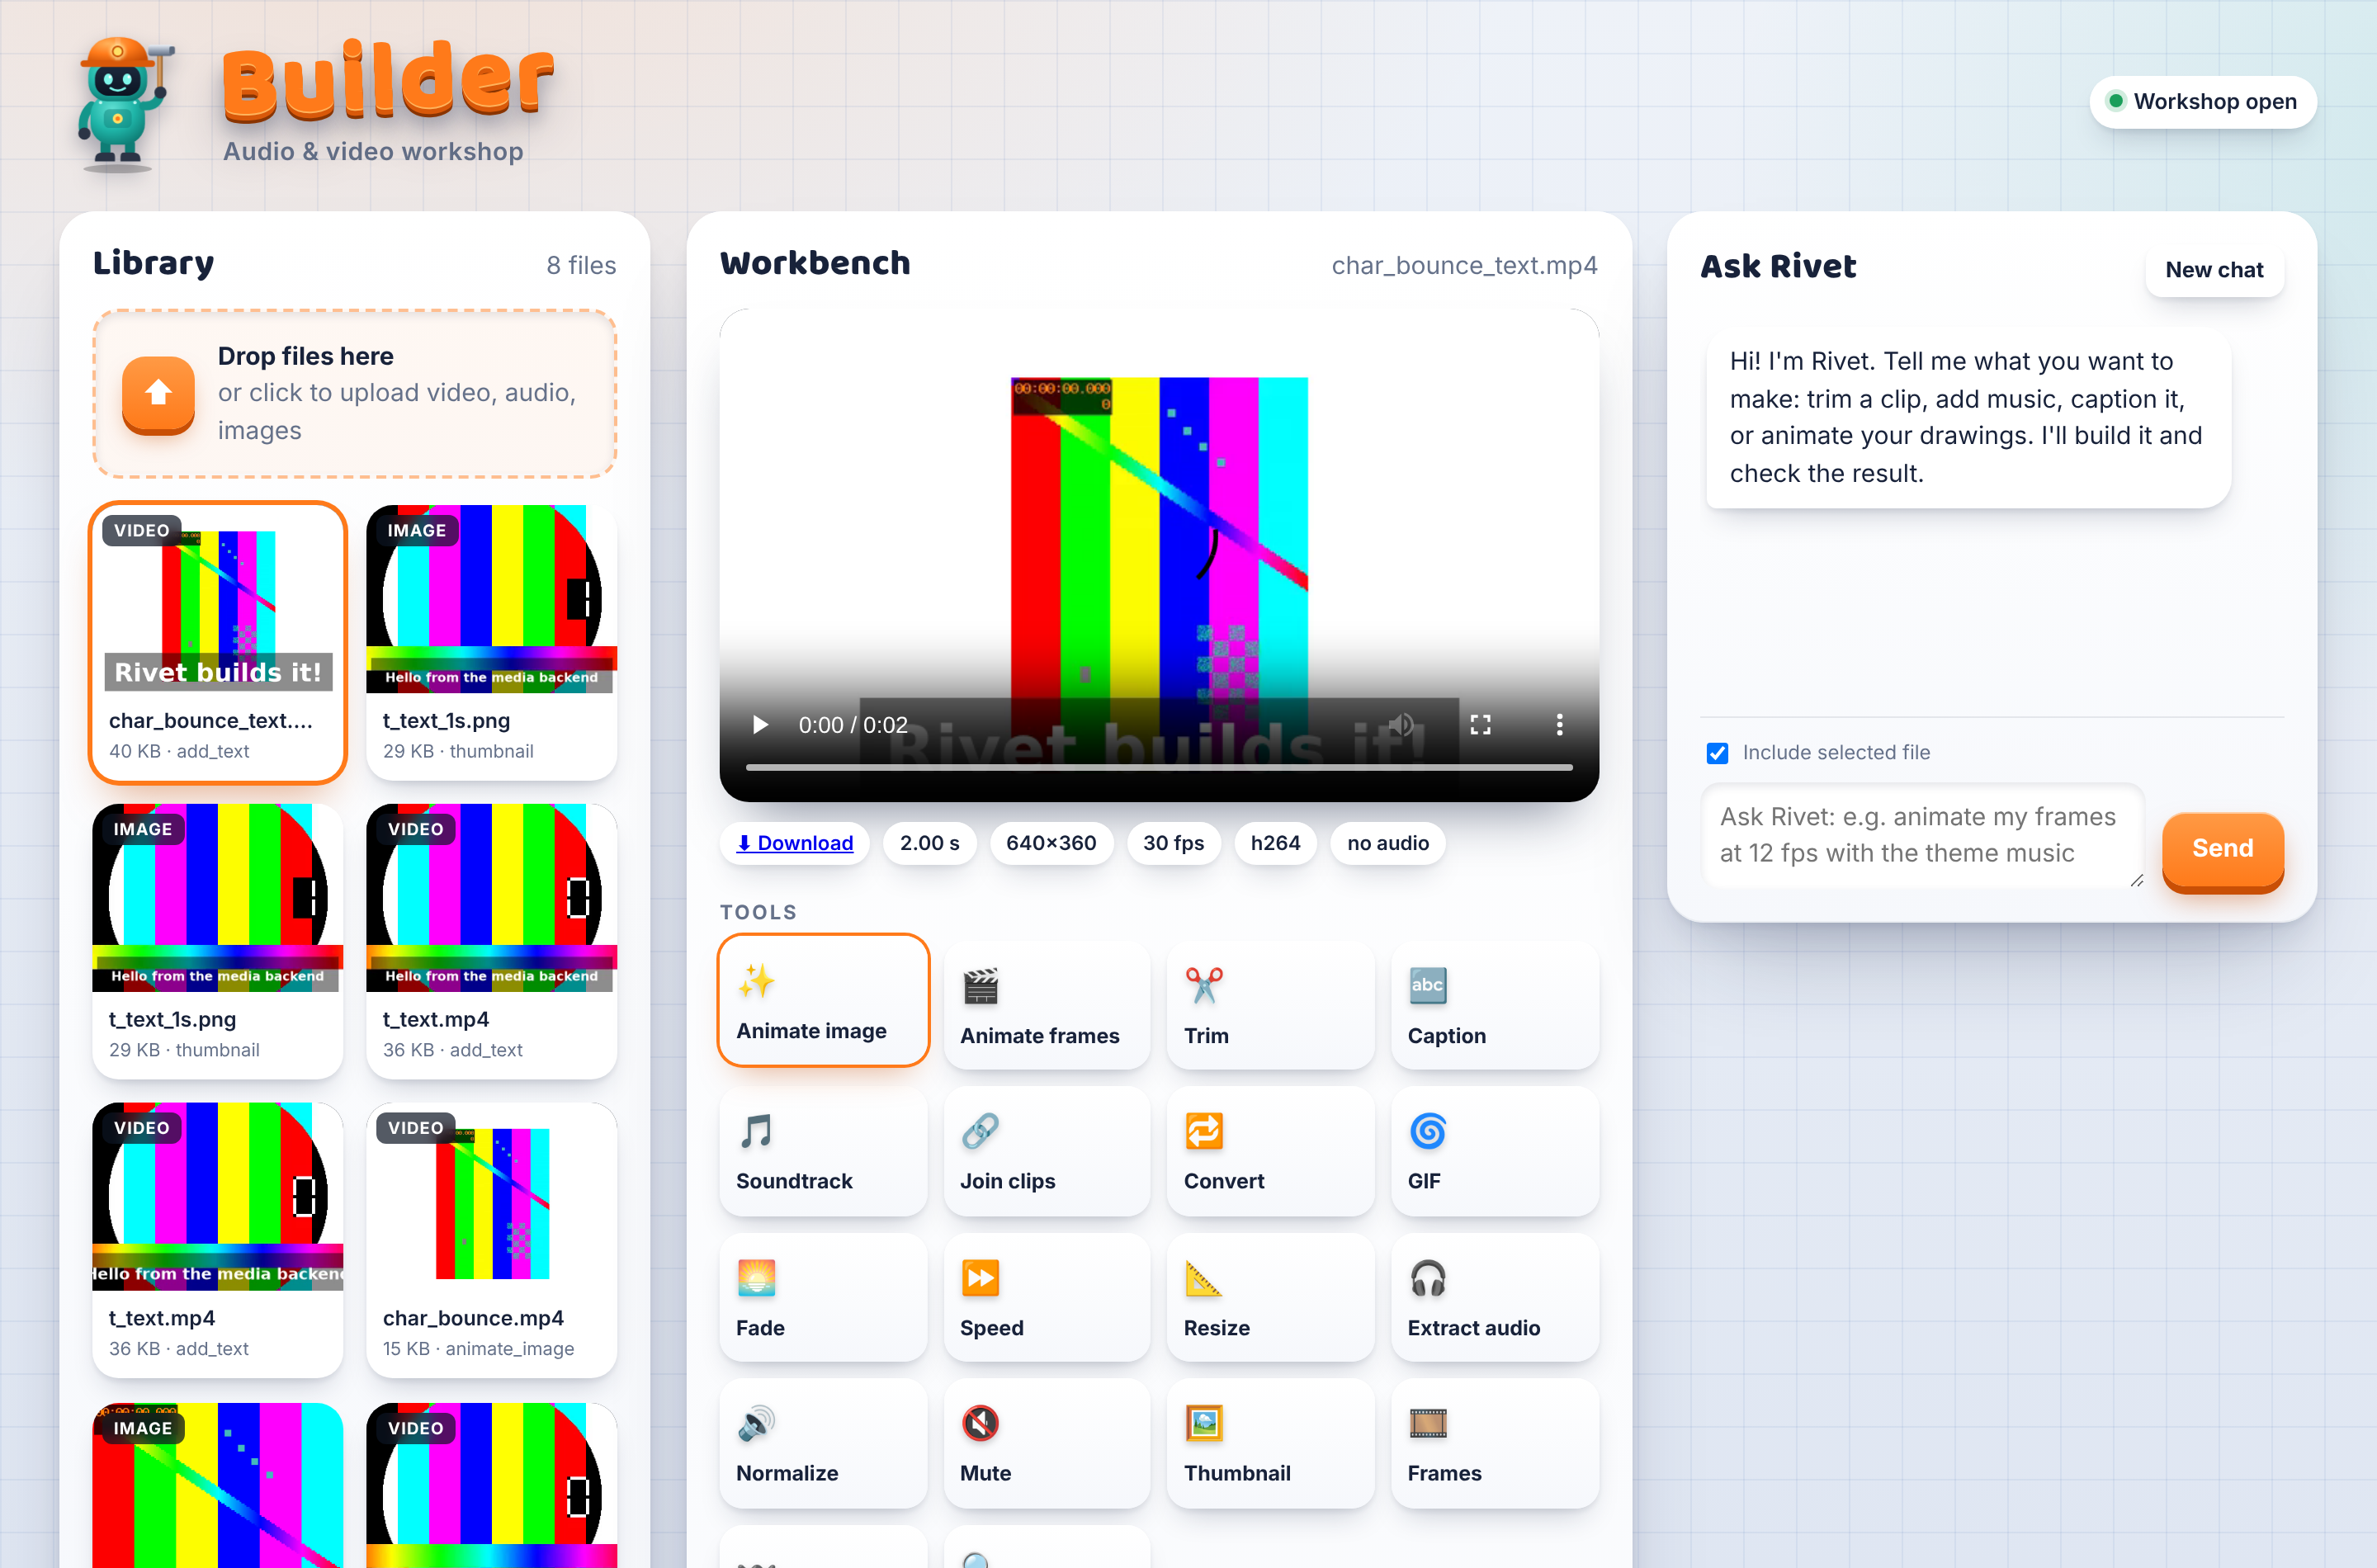 Builder
Audio & video workshop
Workshop open
Library
8 files
Drop files here
or click to upload video, audio,
images
VIDEO
Rivet builds it!
char_bounce_text....
40 KB · add_text
IMAGE
Hello from the media backend
t_text_1s.png
29 KB · thumbnail
IMAGE
Hello from the media backend
t_text_1s.png
29 KB · thumbnail
VIDEO
Hello from the media backend
t_text.mp4
36 KB · add_text
VIDEO
Hello from the media backend
t_text.mp4
36 KB · add_text
VIDEO
char_bounce.mp4
15 KB · animate_image
IMAGE
VIDEO
Workbench
char_bounce_text.mp4
00:00:00.000
0
Rivet builds it!
0:00 / 0:02
⬇ Download
2.00 s
640×360
30 fps
h264
no audio
TOOLS
Animate image
Animate frames
Trim
abc
Caption
Soundtrack
Join clips
Convert
GIF
Fade
Speed
Resize
Extract audio
Normalize
Mute
Thumbnail
Frames
Ask Rivet
New chat
Hi! I'm Rivet. Tell me what you want to
make: trim a clip, add music, caption it,
or animate your drawings. I'll build it and
check the result.
Include selected file
Ask Rivet: e.g. animate my frames
at 12 fps with the theme music
Send